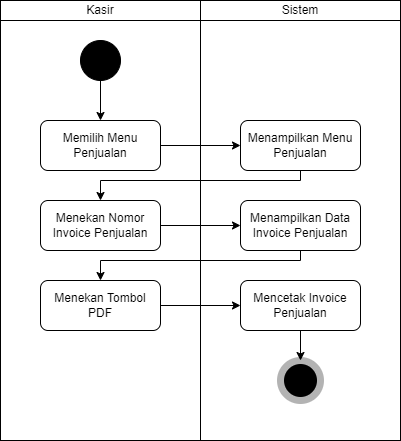 Kasir
Sistem
Memilih Menu
Penjualan
Menampilkan Menu
Penjualan
Menekan Nomor
Invoice Penjualan
Menampilkan Data
Invoice Penjualan
Menekan Tombol
PDF
Mencetak Invoice
Penjualan